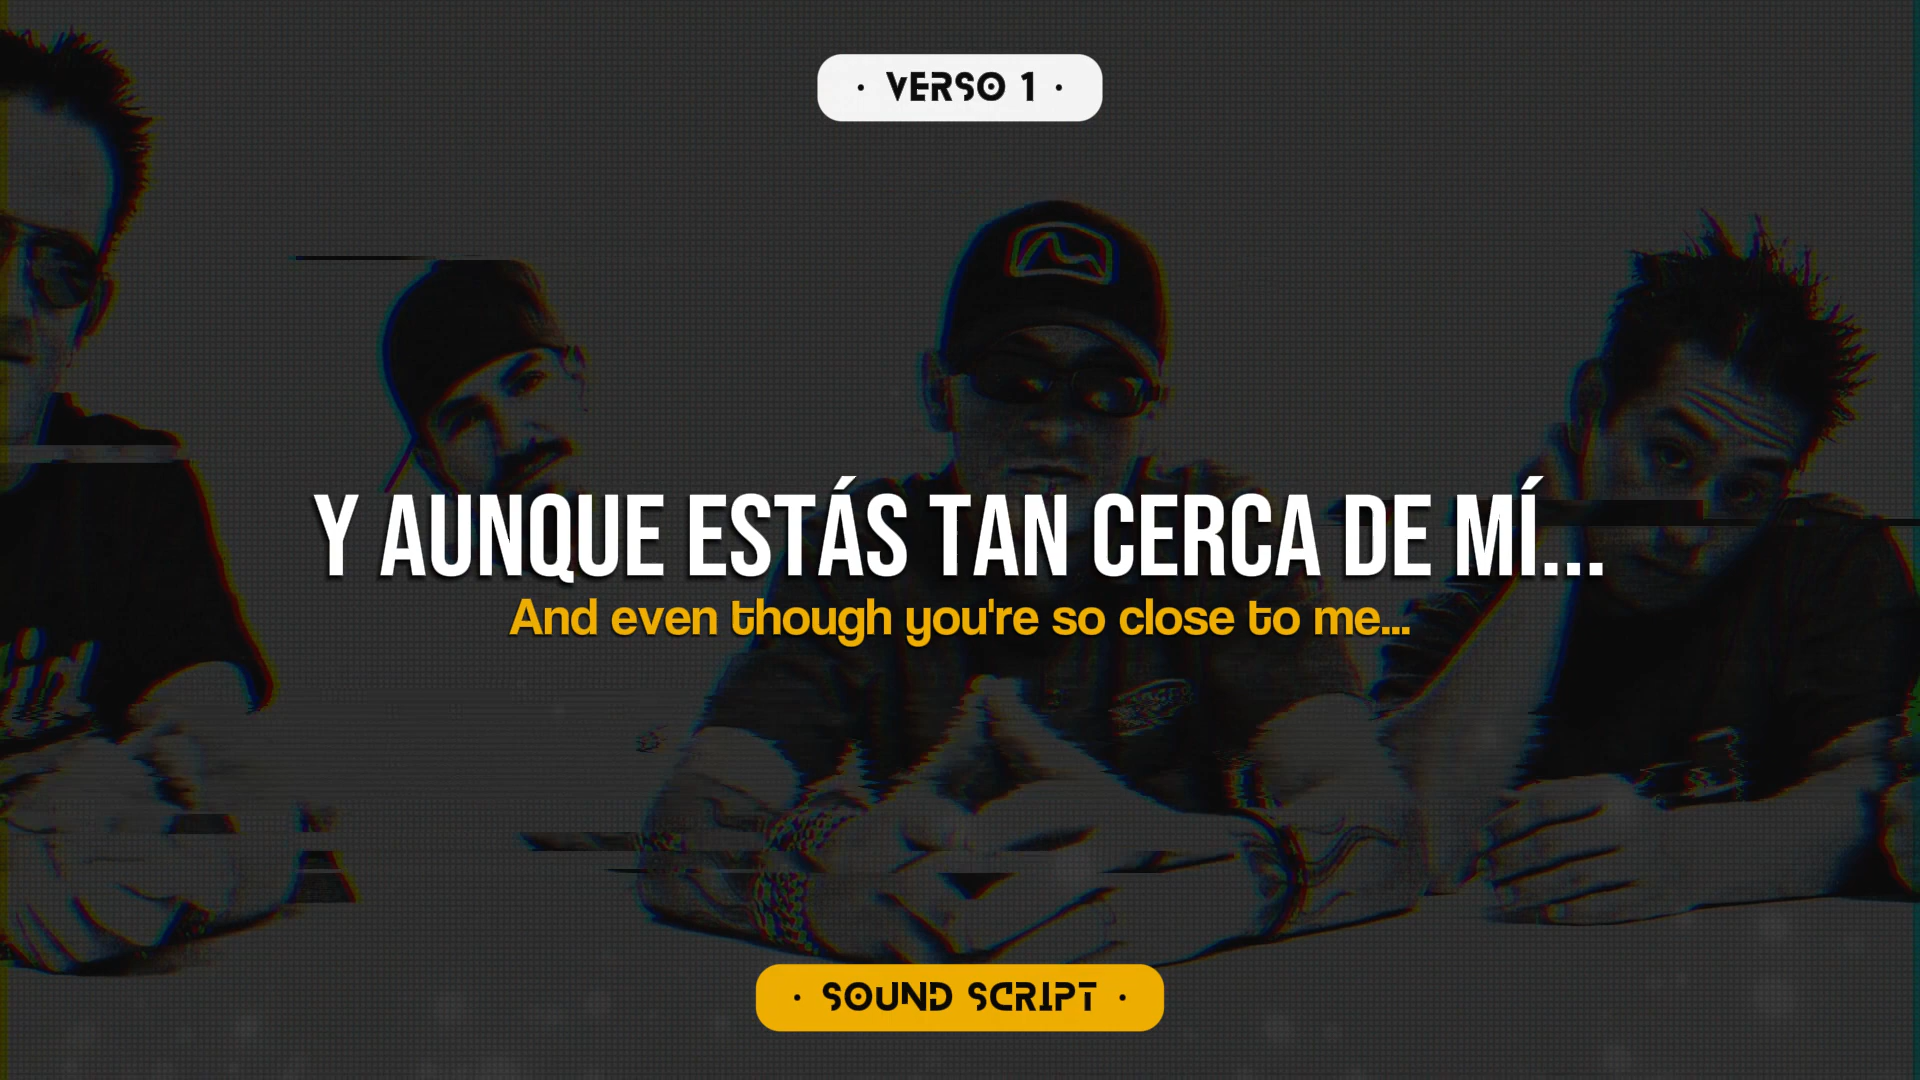 · VERSO 1 ·
Y AUNQUE ESTÁS TAN CERCA DE MÍ...
And even though you're so close to me...
· SOUND SCRIPT ·